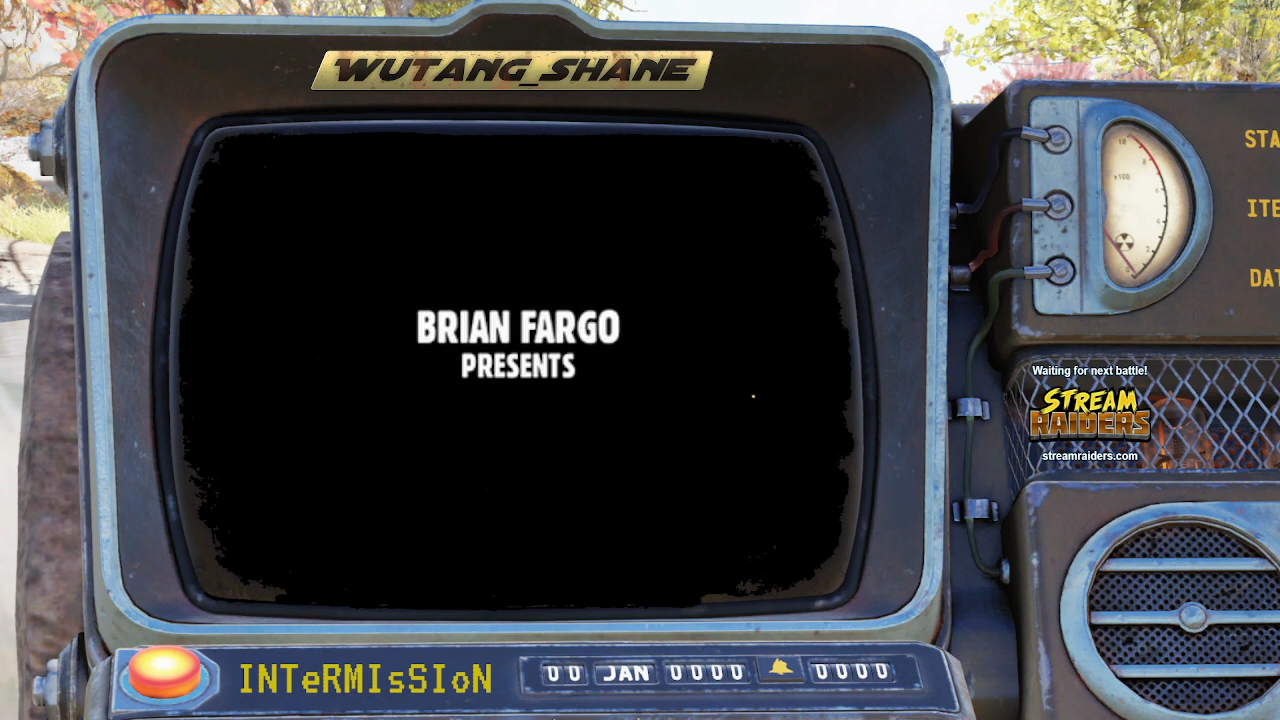 WUTANG_SHANE
BRIAN FARGO
PRESENTS
STA
ITE
DAT
Waiting for next battle!
STREAM
RAIDERS
streamraiders.com
INTeRMIsSIoN
00 JAN 0000 0000